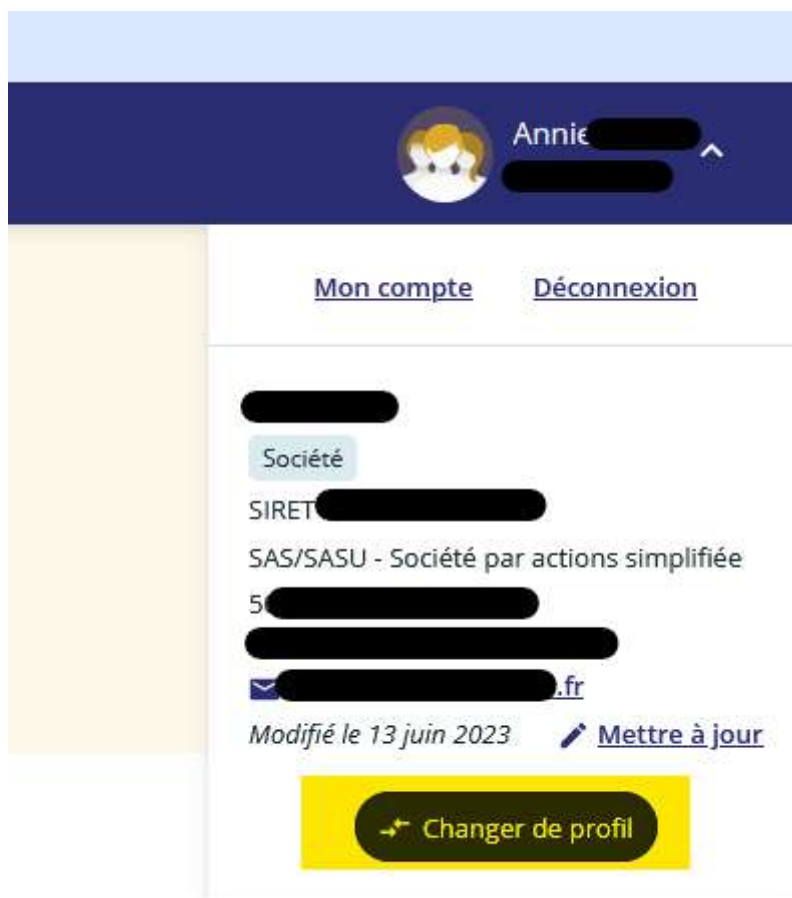 Annie
Mon compte Déconnexion
Société
SIRET
SAS/SASU - Société par actions simplifiée
5
.fr
Modifié le 13 juin 2023 Mettre à jour
Changer de profil